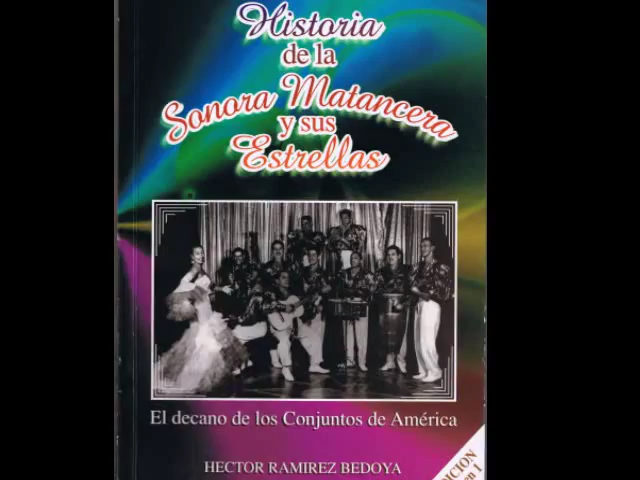 Historia
de la
Sonora Matancera
y sus
Estrellas
El decano de los Conjuntos de América
HECTOR RAMIREZ BEDOYA